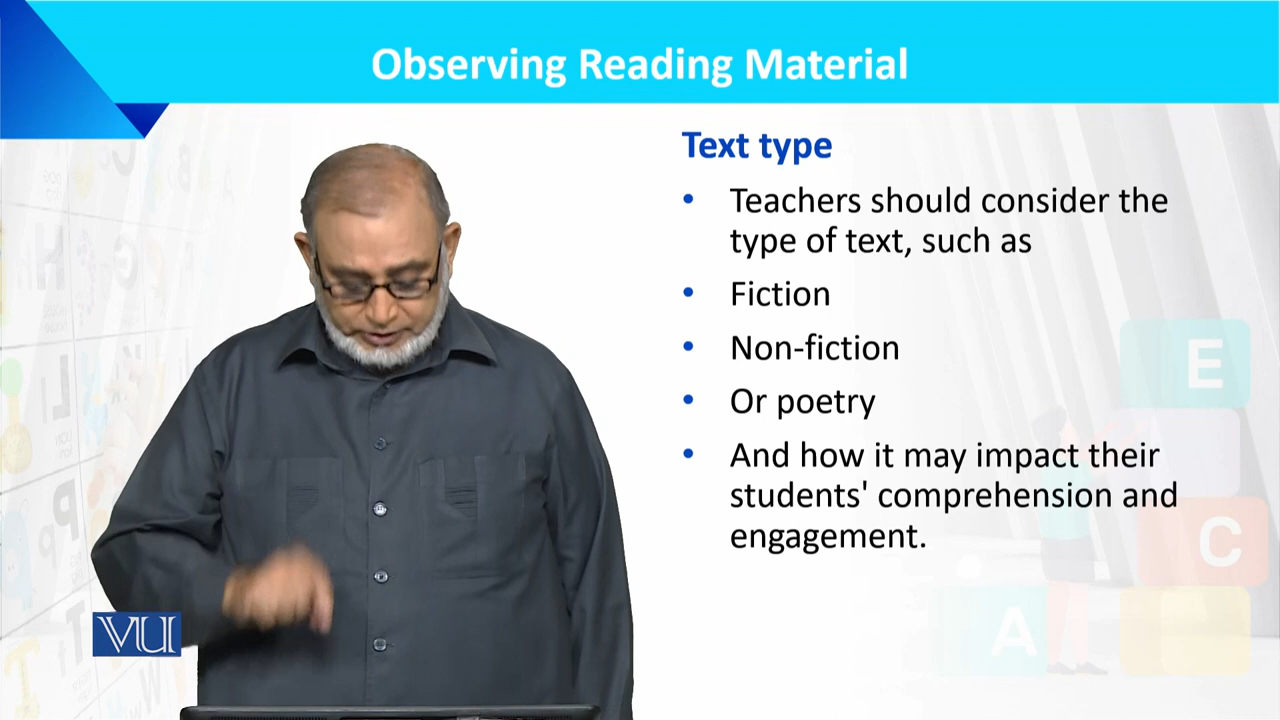 Observing Reading Material
Text type
• Teachers should consider the
type of text, such as
• Fiction
• Non-fiction
• Or poetry
• And how it may impact their
students' comprehension and
engagement.
VU
E
C
A